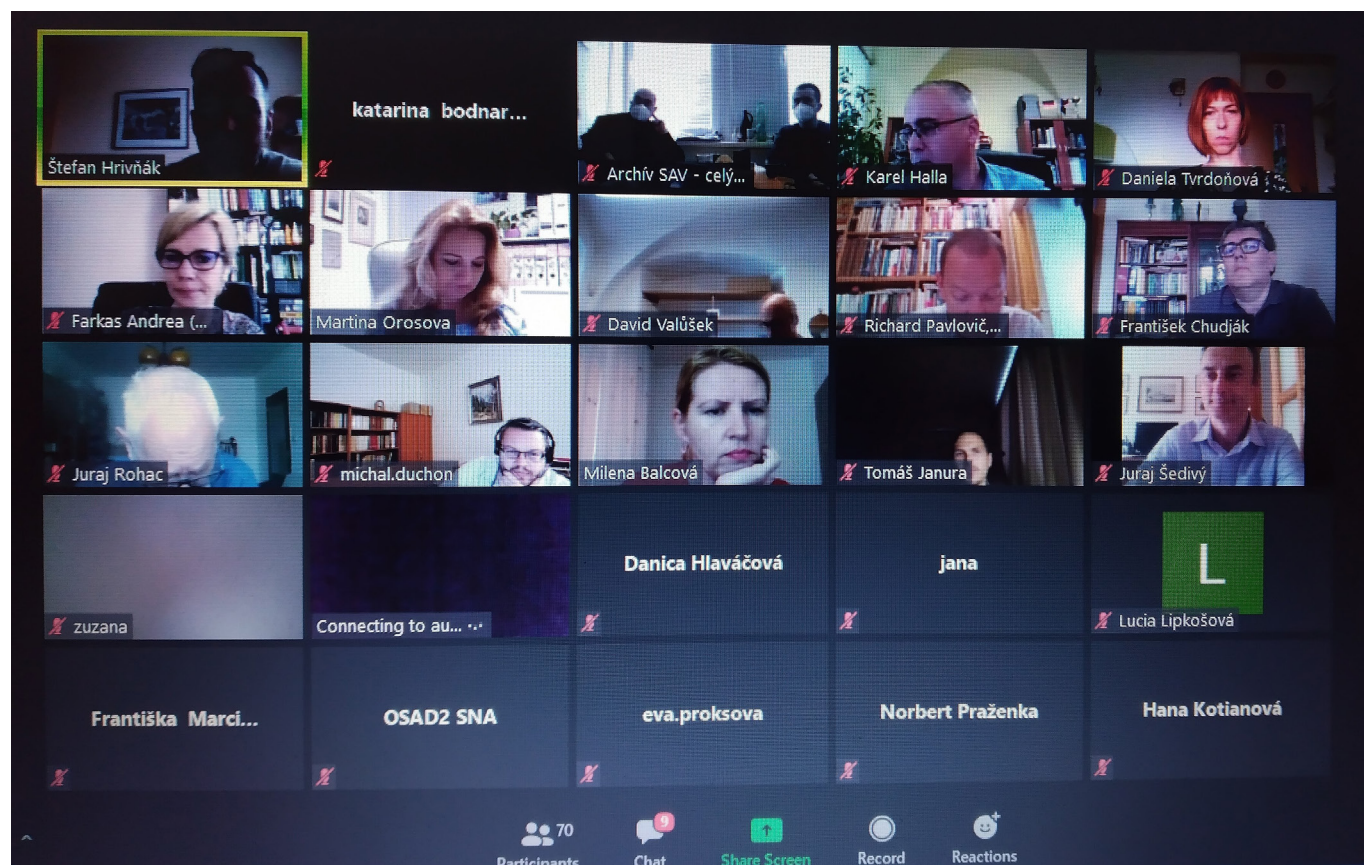 Štefan Hrivňák
katarina bodnar...
Archív SAV - celý...
Karel Halla
Daniela Tvrdoňová
Farkas Andrea (...
Martina Orosova
David Valůšek
Richard Pavlovič,...
František Chudják
Juraj Rohac
michal.duchon
Milena Balcová
Tomáš Janura
Juraj Šedivý
zuzana
Connecting to au...
Danica Hlaváčová
jana
L
Lucia Lipkošová
Františka Marci...
OSAD2 SNA
eva.proksova
Norbert Praženka
Hana Kotianová
70
9
Participants
Chat
Share Screen
Record
Reactions